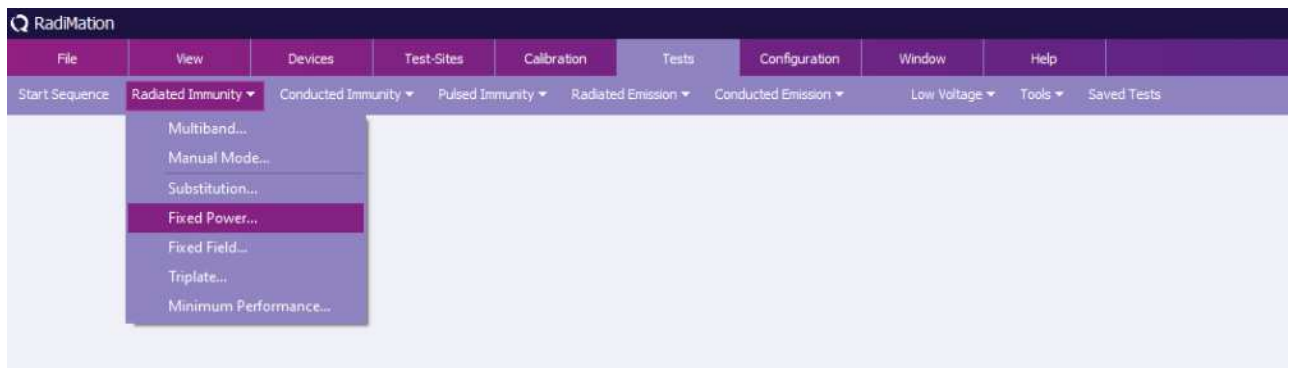 RadiMation
File View Devices Test-Sites Calibration Tests Configuration Window Help
Start Sequence Radiated Immunity Conducted Immunity Pulsed Immunity Radiated Emission Conducted Emission Low Voltage Tools Saved Tests
Multiband...
Manual Mode...
Substitution...
Fixed Power...
Fixed Field...
Triplate...
Minimum Performance...